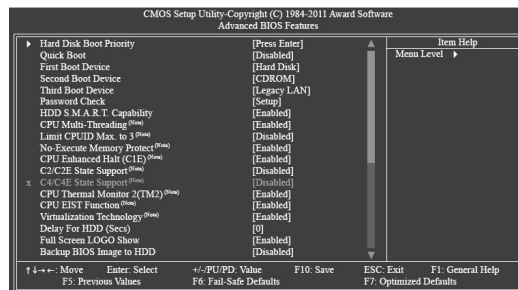 CMOS Setup Utility-Copyright (C) 1984-2011 Award Software
Advanced BIOS Features
Hard Disk Boot Priority [Press Enter] Item Help
Quick Boot [Disabled] Menu Level
First Boot Device [Hard Disk]
Second Boot Device [CDROM]
Third Boot Device [Legacy LAN]
Password Check [Setup]
HDD S.M.A.R.T. Capability [Enabled]
CPU Multi-Threading (Note) [Enabled]
Limit CPUID Max. to 3 (Note) [Disabled]
No-Execute Memory Protect (Note) [Enabled]
CPU Enhanced Halt (C1E) (Note) [Enabled]
C2/C2E State Support (Note) [Disabled]
x C4/C4E State Support (Note) [Disabled]
CPU Thermal Monitor 2(TM2) (Note) [Enabled]
CPU EIST Function (Note) [Enabled]
Virtualization Technology (Note) [Enabled]
Delay For HDD (Secs) [0]
Full Screen LOGO Show [Enabled]
Backup BIOS Image to HDD [Disabled]
↑↓→←: Move Enter: Select +/-/PU/PD: Value F10: Save ESC: Exit F1: General Help
F5: Previous Values F6: Fail-Safe Defaults F7: Optimized Defaults